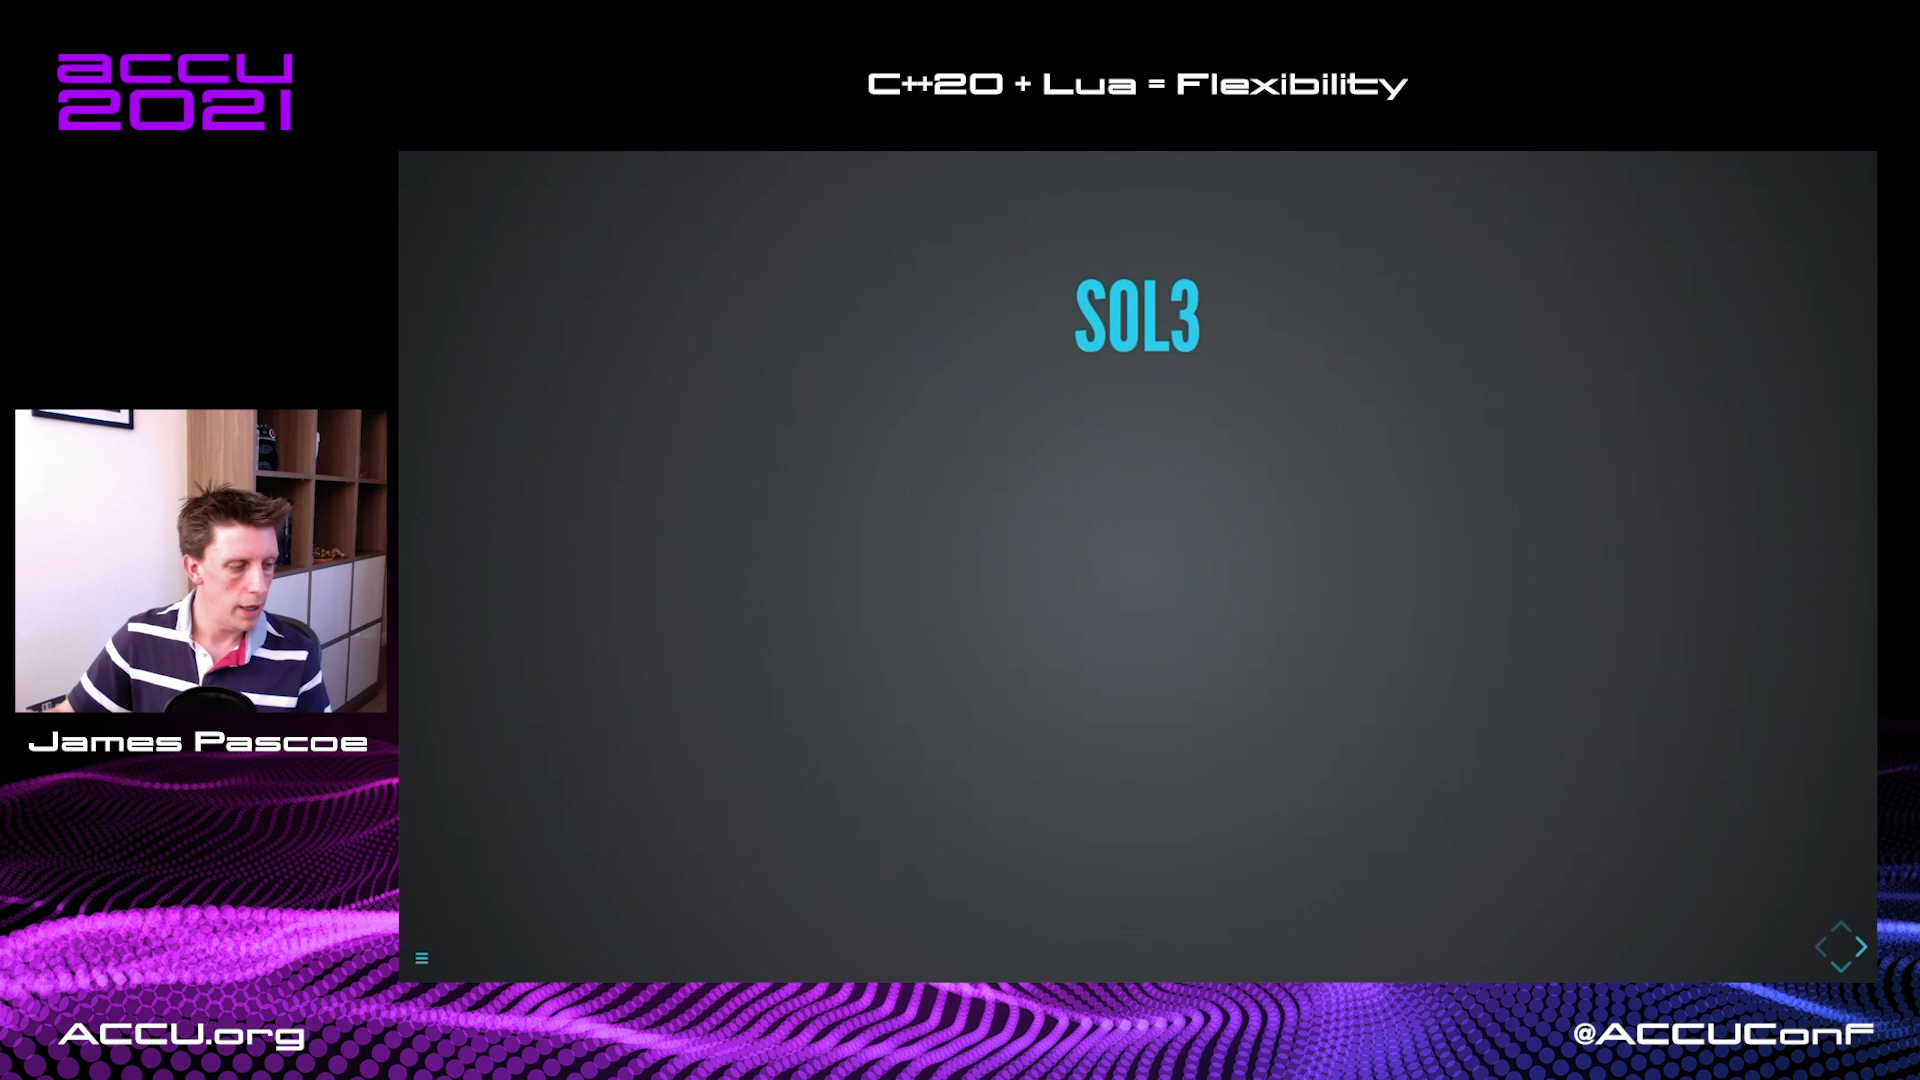 accu
2021
C++20 + Lua = Flexibility
SOL3
James Pascoe
ACCU.org
@ACCUConf